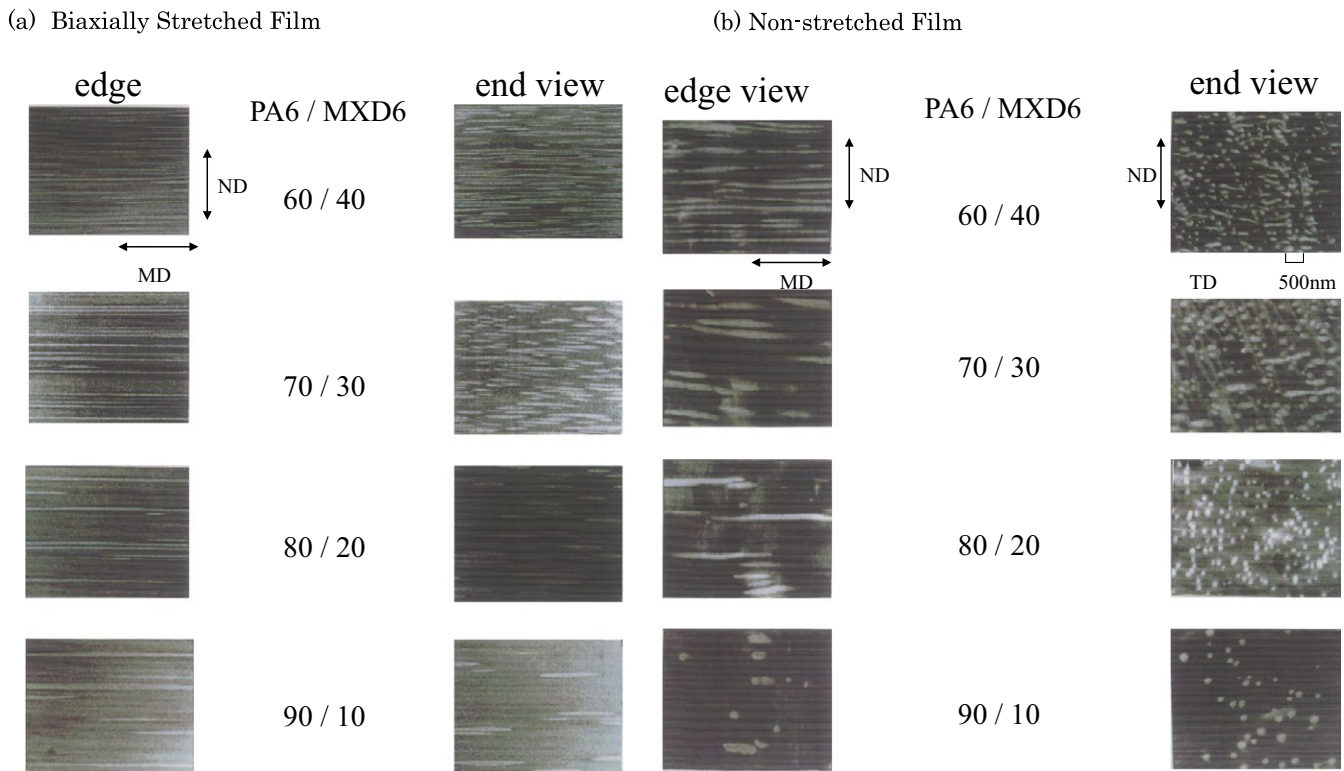 (a) Biaxially Stretched Film
(b) Non-stretched Film
edge
PA6 / MXD6
end view
edge view
PA6 / MXD6
end view
ND
60 / 40
MD
70 / 30
80 / 20
90 / 10
ND
60 / 40
MD
ND
TD
500nm
70 / 30
80 / 20
90 / 10